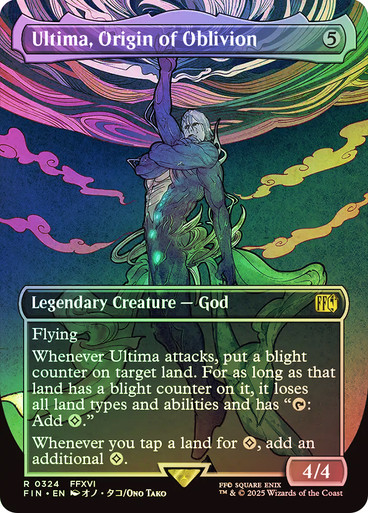 Ultima, Origin of Oblivion 5
Legendary Creature — God
Flying
Whenever Ultima attacks, put a blight
counter on target land. For as long as that
land has a blight counter on it, it loses
all land types and abilities and has “:
Add .”
Whenever you tap a land for , add an
additional .
4/4
R 0324 FFXVI
FIN • EN オノ・タコ/Ono Tako
FF© SQUARE ENIX
™ & © 2025 Wizards of the Coast